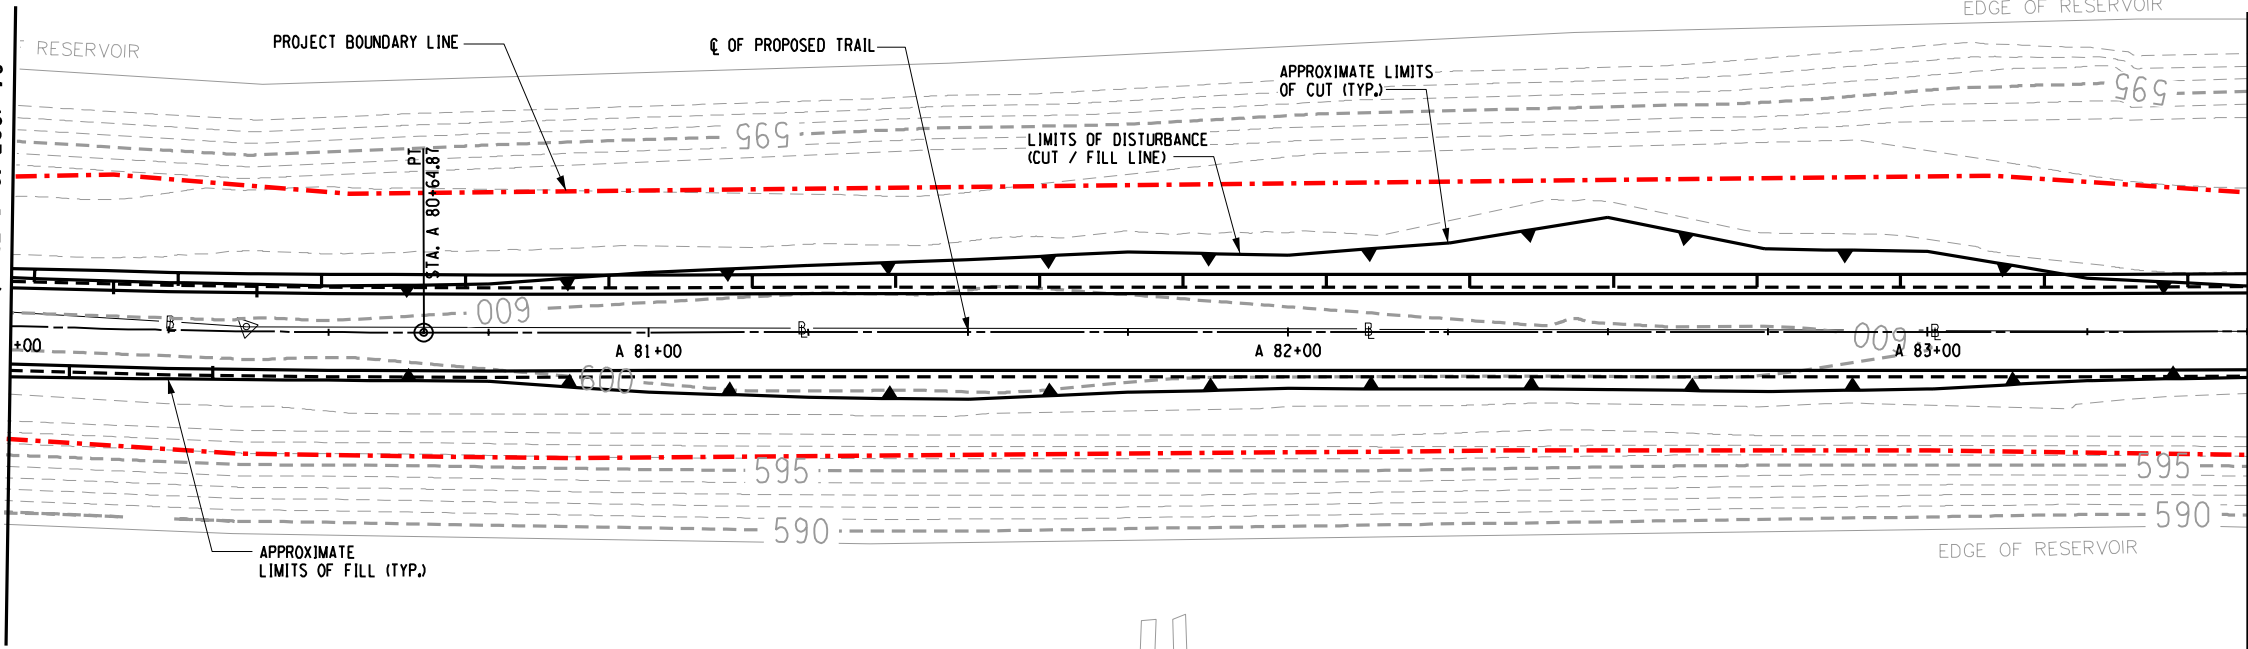 EDGE OF RESERVOIR
RESERVOIR
PROJECT BOUNDARY LINE
℄ OF PROPOSED TRAIL
APPROXIMATE LIMITS
OF CUT (TYP.)
595
595
LIMITS OF DISTURBANCE
(CUT / FILL LINE)
PT
STA. A 80+64.87
600
B
B
B
B
600
+00
A 81+00
A 82+00
A 83+00
600
595
595
590
590
EDGE OF RESERVOIR
APPROXIMATE
LIMITS OF FILL (TYP.)